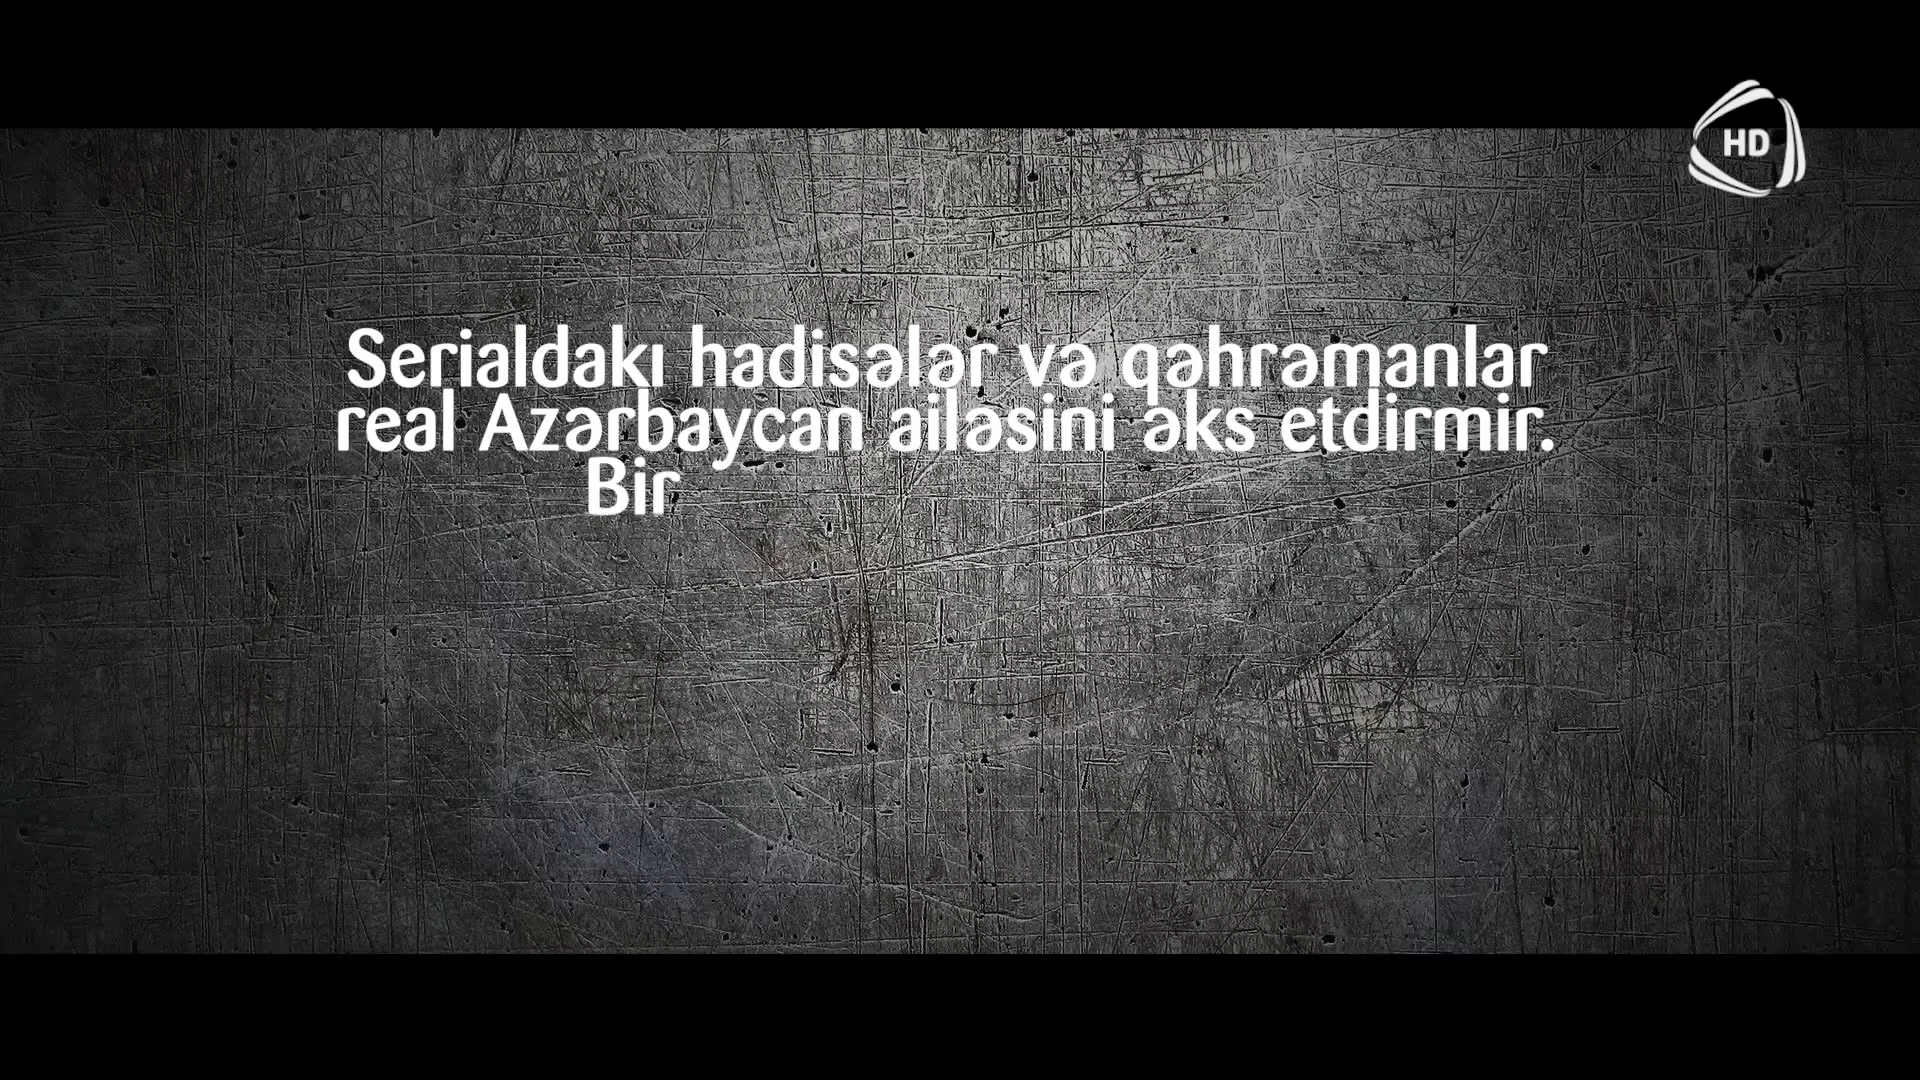 HD
Serialdakı hadisələr və qəhrəmanlar
real Azərbaycan ailəsini əks etdirmir.
Bir